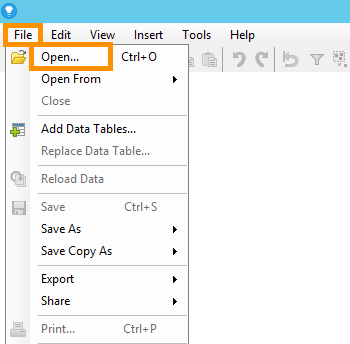 File Edit View Insert Tools Help
Open... Ctrl+O
Open From
Close
Add Data Tables...
Replace Data Table...
Reload Data
Save Ctrl+S
Save As
Save Copy As
Export
Share
Print... Ctrl+P